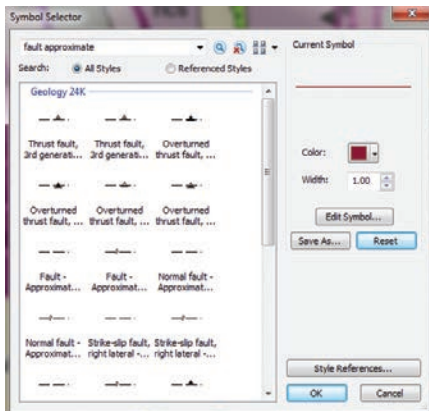 Symbol Selector
fault approximate
Search: All Styles Referenced Styles
Geology 24K
Thrust fault, Thrust fault, Overturned
3rd generati... 3rd generati... thrust fault, ...
Overturned Overturned Overturned
thrust fault, ... thrust fault, ... thrust fault, ...
Fault - Fault - Normal fault -
Approximat... Approximat... Approximat...
Normal fault - Strike-slip fault, Strike-slip fault,
Approximat... right lateral -... right lateral -...
Current Symbol
Color:
Width: 1.00
Edit Symbol...
Save As... Reset
Style References...
OK Cancel